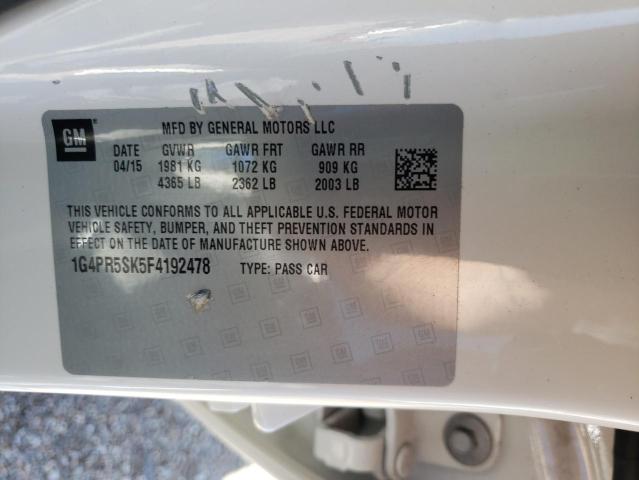 GM
MFD BY GENERAL MOTORS LLC
DATE GVWR GAWR FRT GAWR RR
04/15 1981 KG 1072 KG 909 KG
4365 LB 2362 LB 2003 LB
THIS VEHICLE CONFORMS TO ALL APPLICABLE U.S. FEDERAL MOTOR
VEHICLE SAFETY, BUMPER, AND THEFT PREVENTION STANDARDS IN
EFFECT ON THE DATE OF MANUFACTURE SHOWN ABOVE.
1G4PR5SK5F4192478 TYPE: PASS CAR